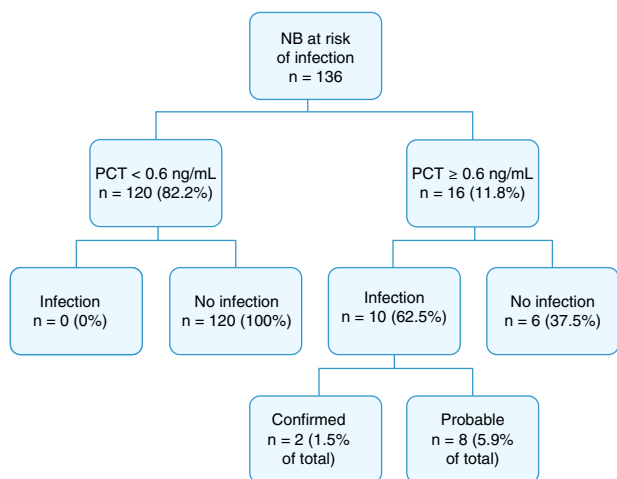 NB at risk
of infection
n = 136
PCT < 0.6 ng/mL
n = 120 (82.2%)
PCT ≥ 0.6 ng/mL
n = 16 (11.8%)
Infection
n = 0 (0%)
No infection
n = 120 (100%)
Infection
n = 10 (62.5%)
No infection
n = 6 (37.5%)
Confirmed
n = 2 (1.5%
of total)
Probable
n = 8 (5.9%
of total)